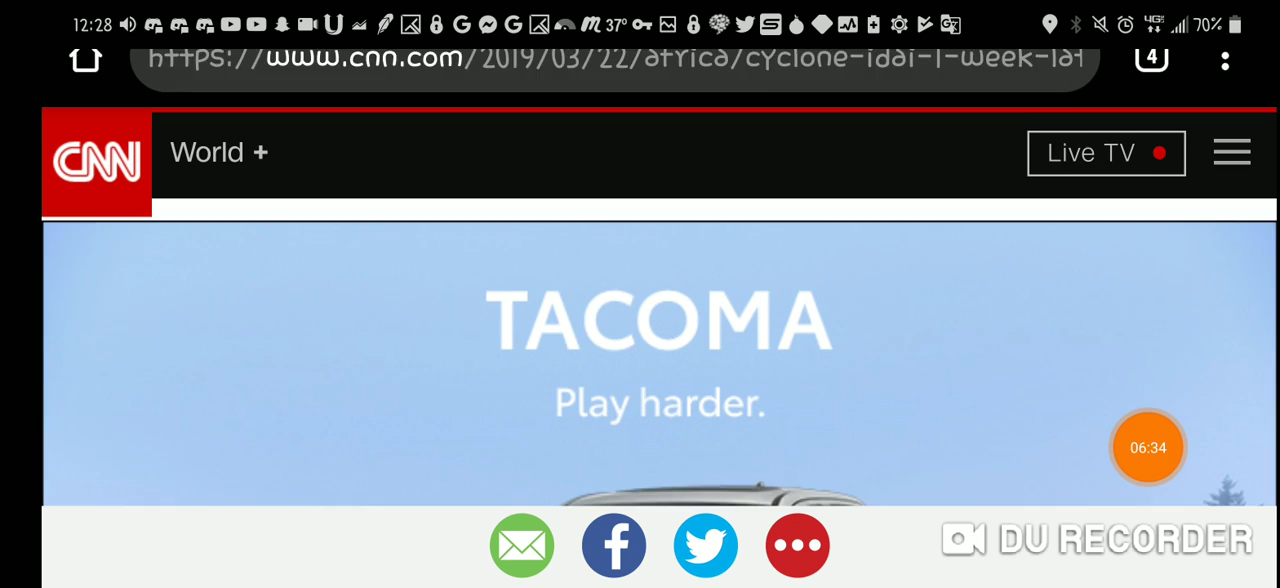 12:28 37° 4G 70%
https://www.cnn.com/2019/03/22/africa/cyclone-idai-1-week-lat 4
CNN World + Live TV
TACOMA
Play harder.
06:34
DU RECORDER